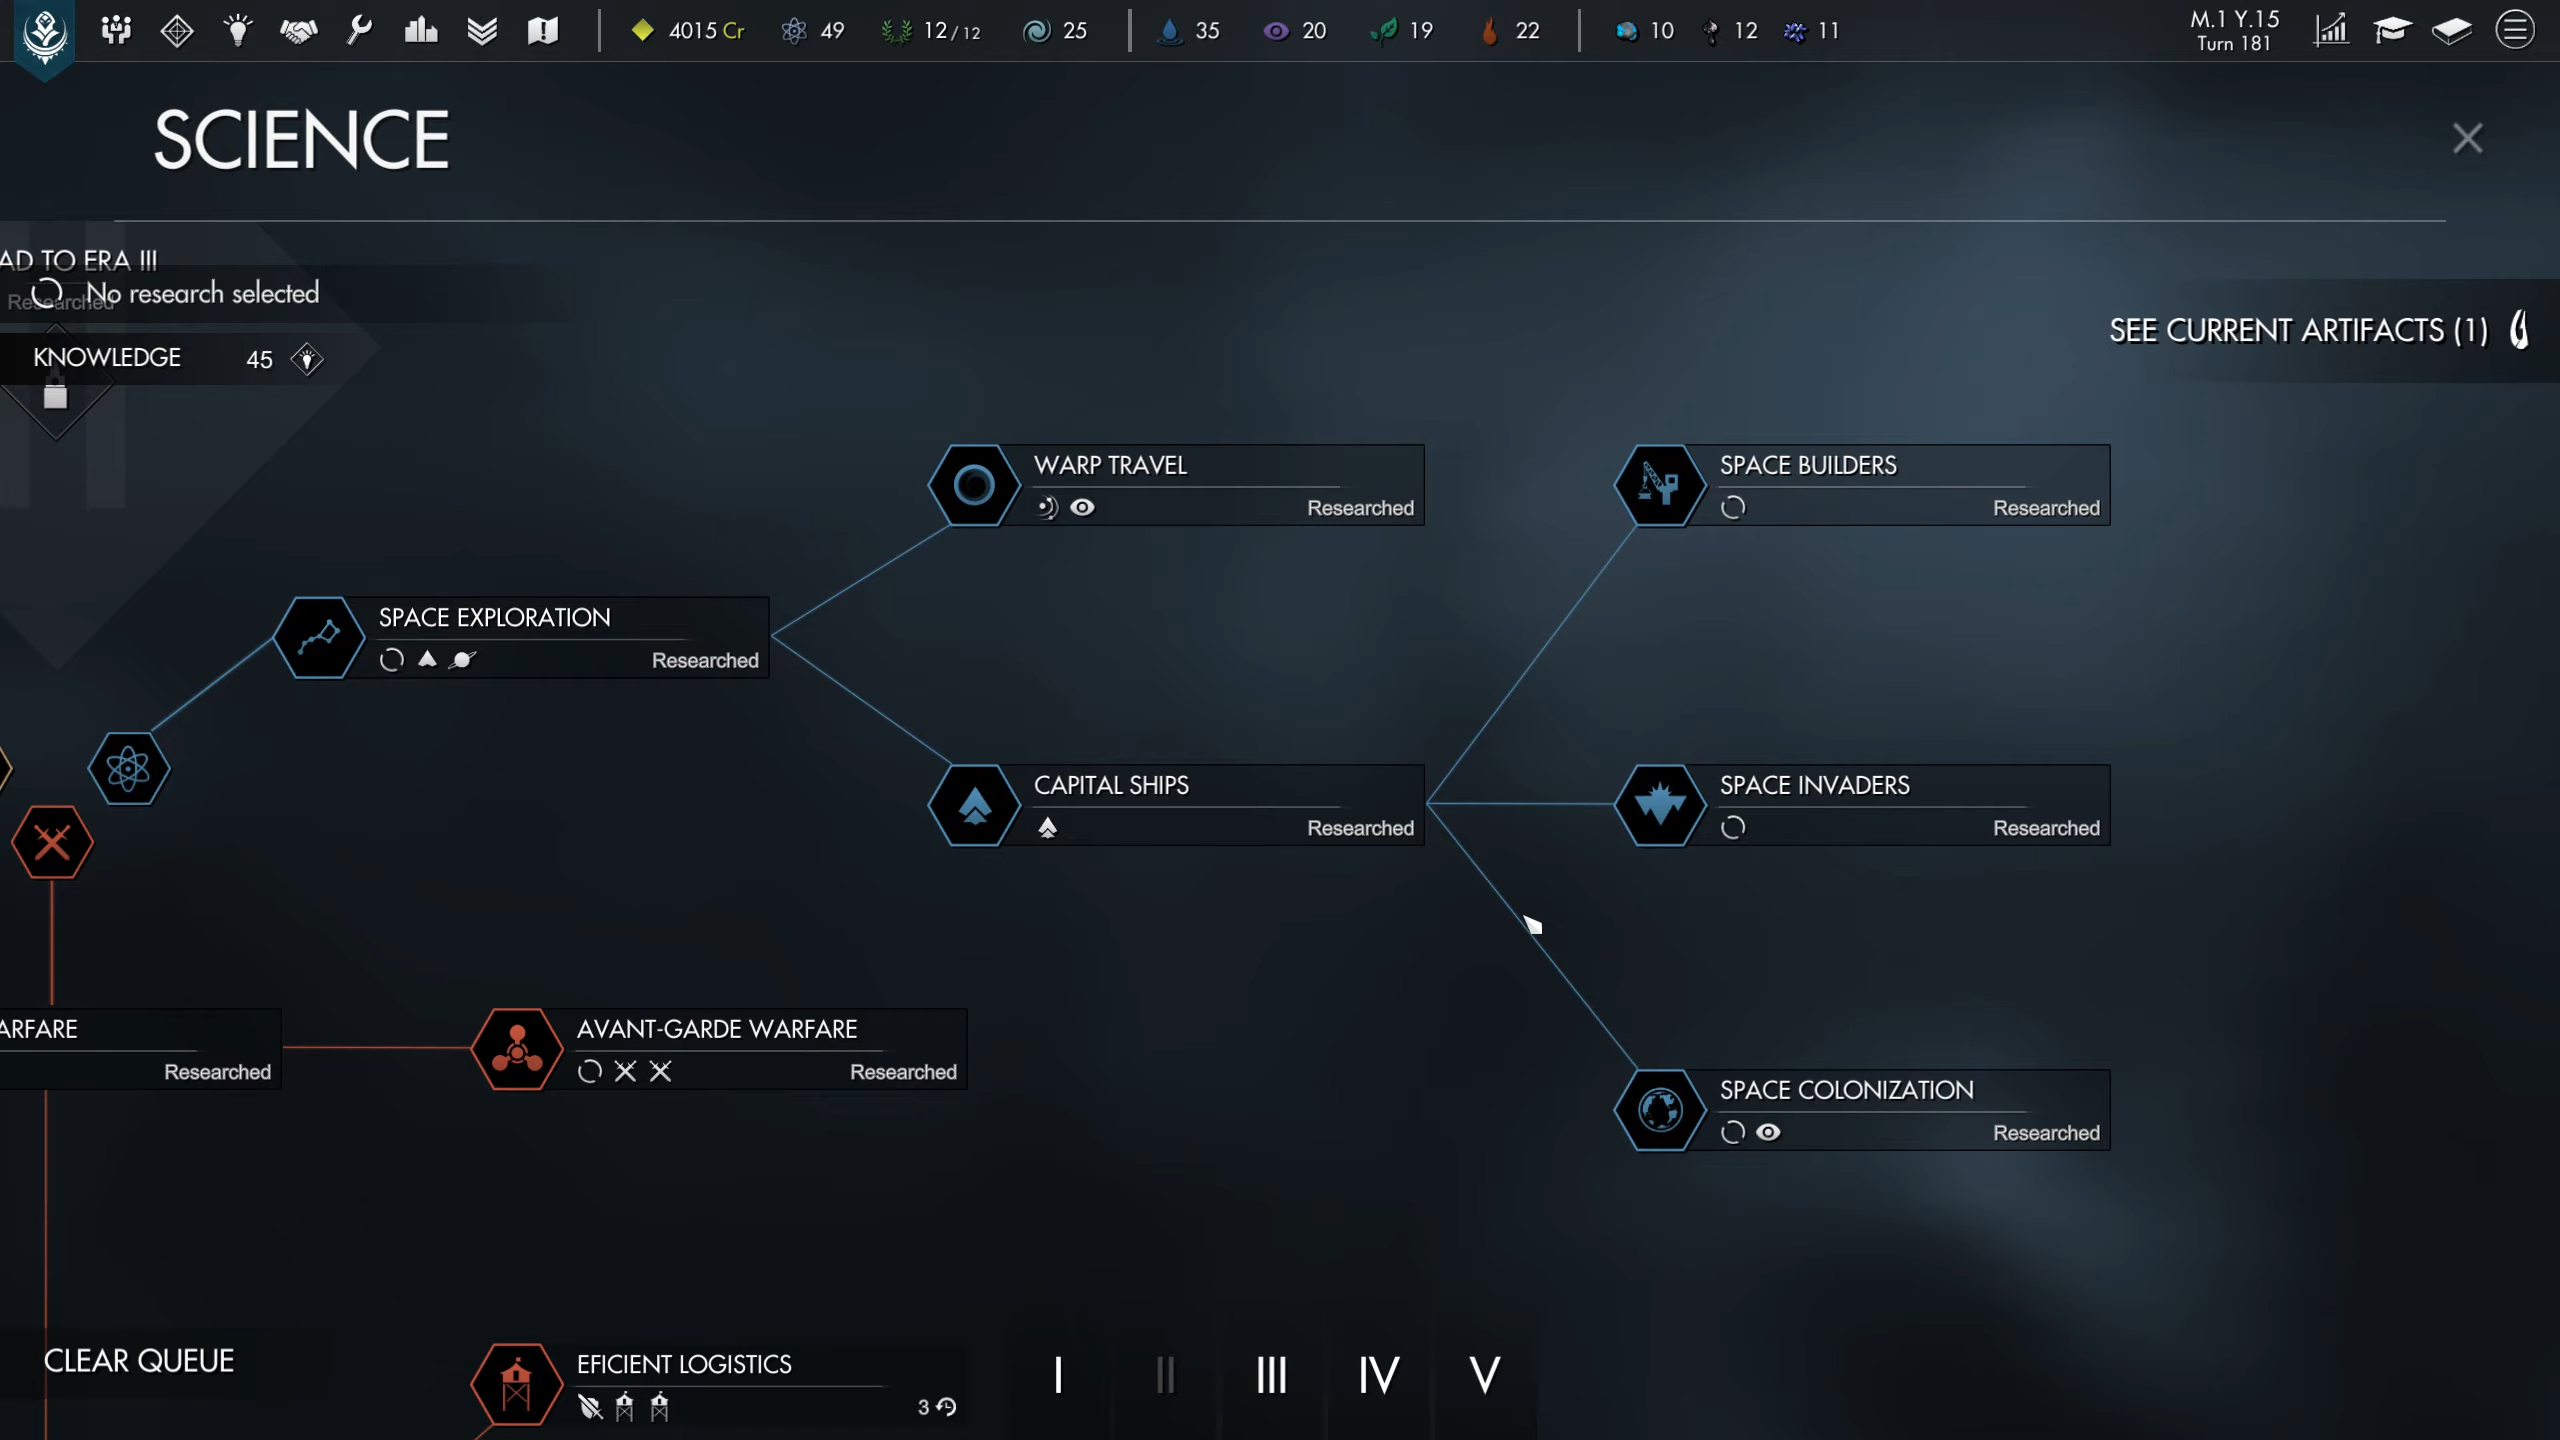 4015 Cr 49 12/12 25 35 20 19 22 10 12 11
M.1 Y.15
Turn 181
SCIENCE
AD TO ERA III
Researched
No research selected
KNOWLEDGE 45
SEE CURRENT ARTIFACTS (1)
WARP TRAVEL
Researched
SPACE BUILDERS
Researched
SPACE EXPLORATION
Researched
CAPITAL SHIPS
Researched
SPACE INVADERS
Researched
ARFARE
Researched
AVANT-GARDE WARFARE
Researched
SPACE COLONIZATION
Researched
CLEAR QUEUE
EFICIENT LOGISTICS
3
I II III IV V